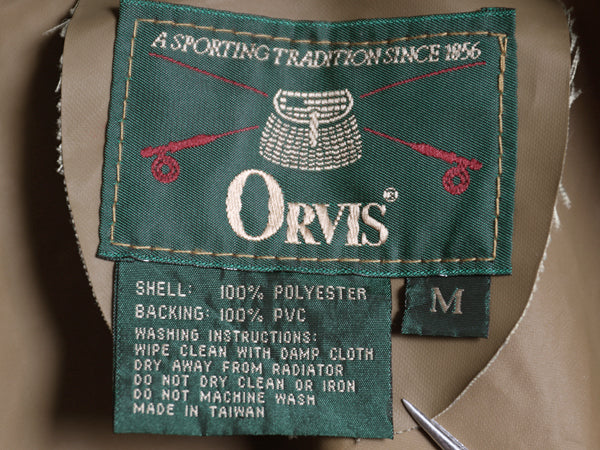 A SPORTING TRADITION SINCE 1856
ORVIS®
SHELL: 100% POLYESTER
BACKING: 100% PVC
WASHING INSTRUCTIONS:
WIPE CLEAN WITH DAMP CLOTH
DRY AWAY FROM RADIATOR
DO NOT DRY CLEAN OR IRON
DO NOT MACHINE WASH
MADE IN TAIWAN
M